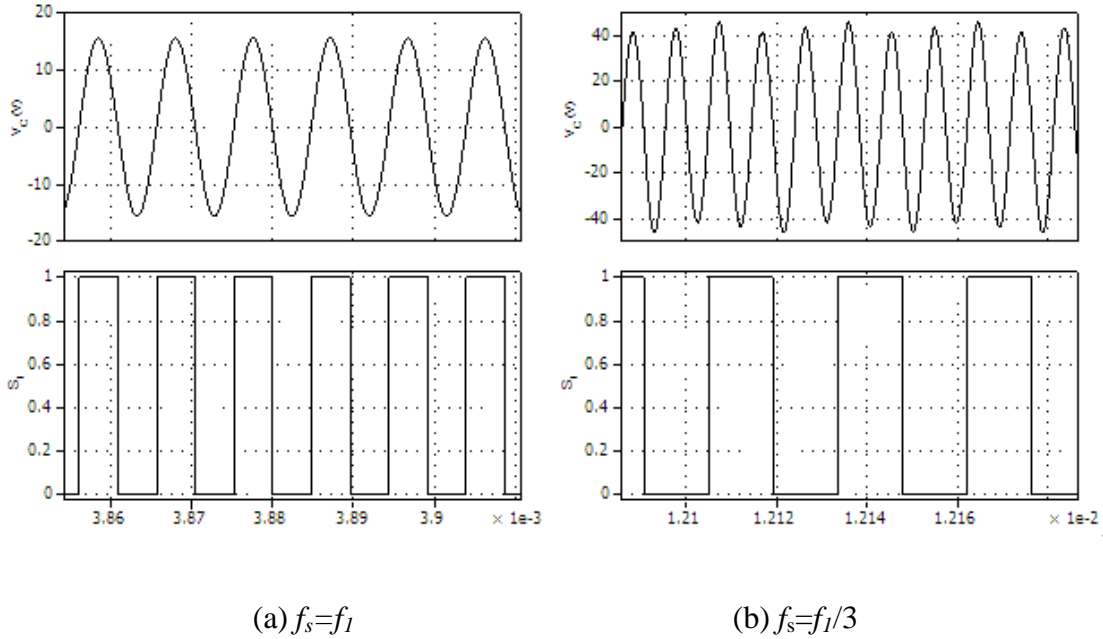 20
10
0
-10
-20
v_C(v)
40
20
0
-20
-40
v_C(v)
1
0.8
0.6
0.4
0.2
0
S_1
3.86 3.87 3.88 3.89 3.9 × 1e-3
1
0.8
0.6
0.4
0.2
0
S_1
1.21 1.212 1.214 1.216 × 1e-2
(a) f_s=f_1
(b) f_s=f_1/3